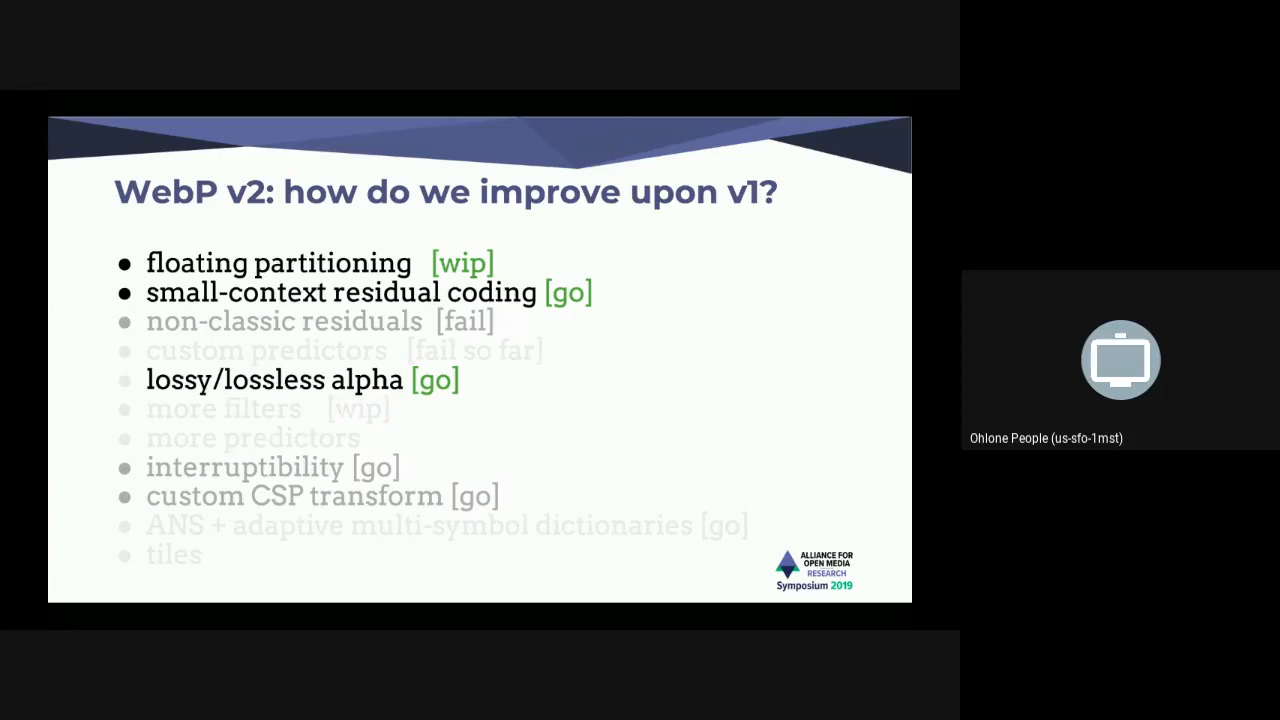 WebP v2: how do we improve upon v1?
● floating partitioning [wip]
● small-context residual coding [go]
● non-classic residuals [fail]
● custom predictors [fail so far]
● lossy/lossless alpha [go]
● more filters [wip]
● more predictors
● interruptibility [go]
● custom CSP transform [go]
● ANS + adaptive multi-symbol dictionaries [go]
● tiles
ALLIANCE FOR
OPEN MEDIA
RESEARCH
Symposium 2019
Ohlone People (us-sfo-1mst)